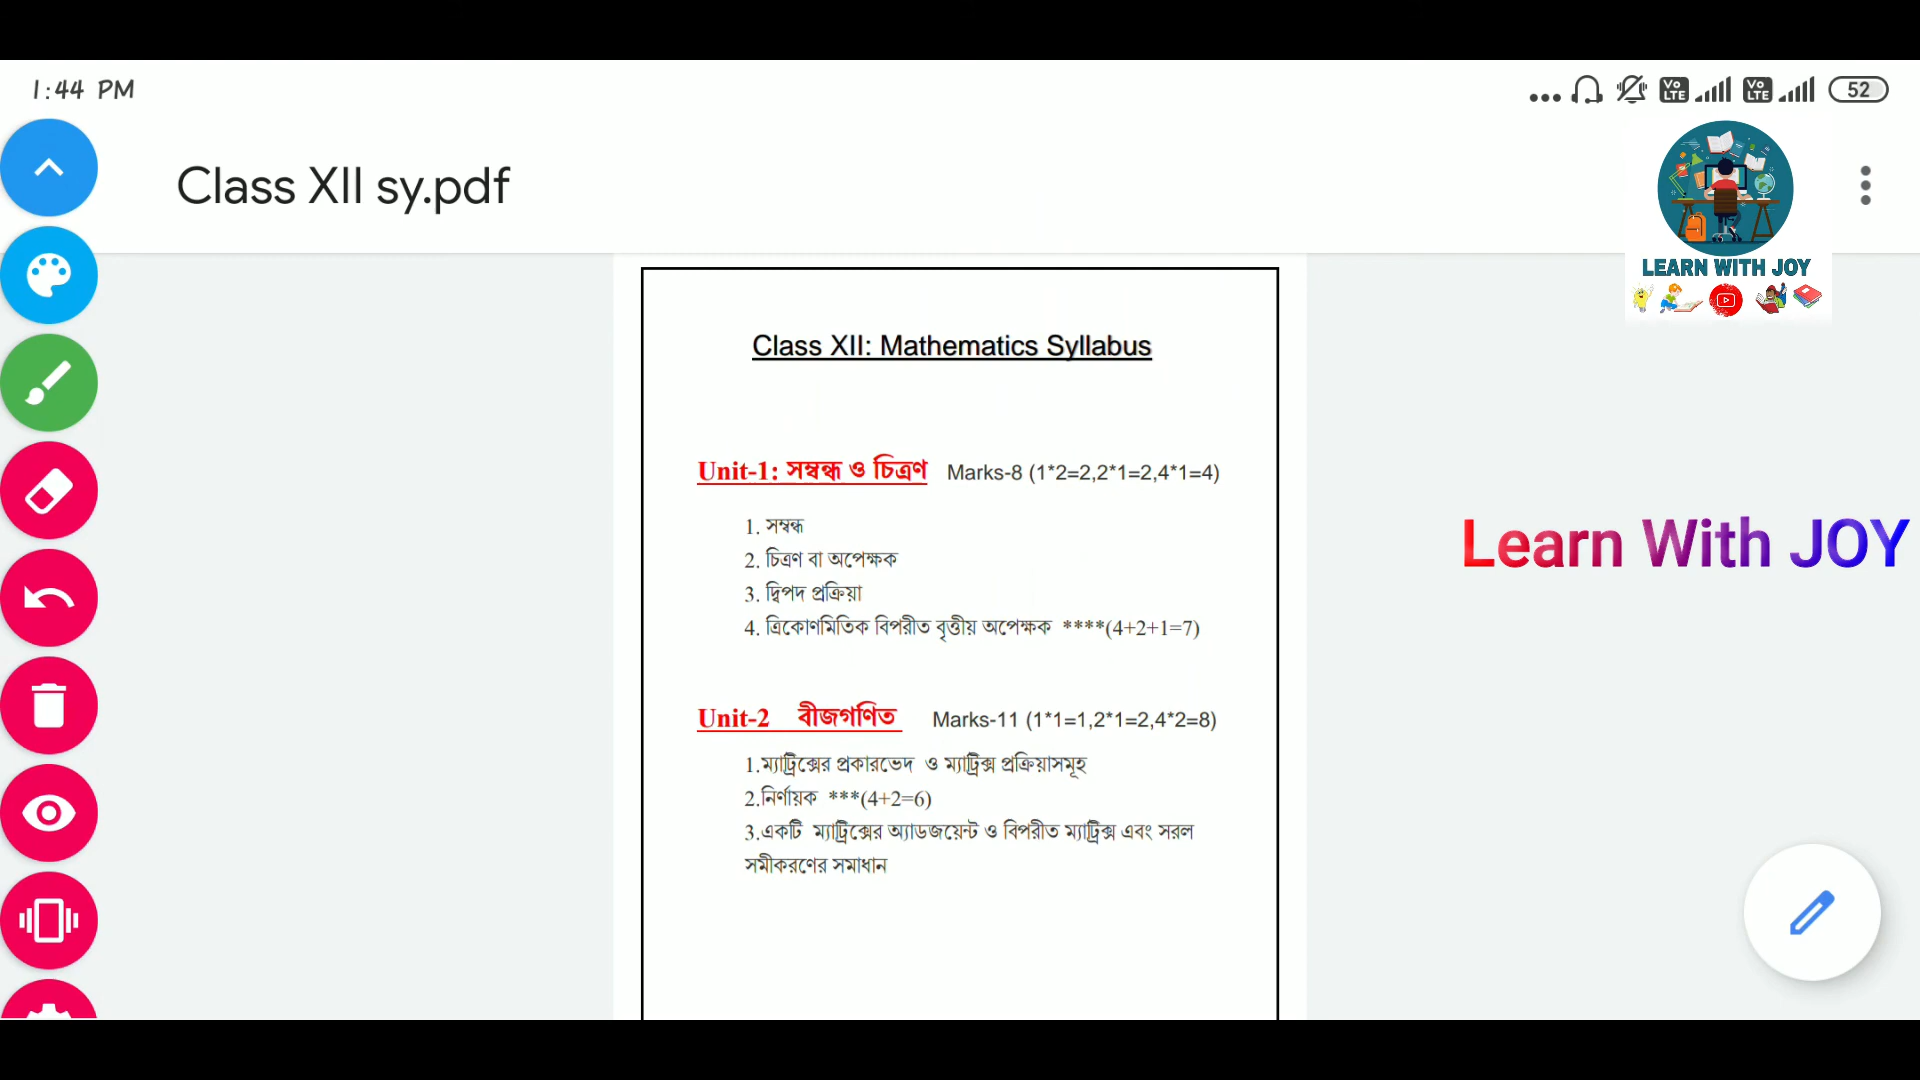 1:44 PM
52
Class XII sy.pdf
LEARN WITH JOY
Class XII: Mathematics Syllabus
Unit-1: সম্বন্ধ ও চিত্রণ Marks-8 (1*2=2,2*1=2,4*1=4)
1. সম্বন্ধ
2. চিত্রণ বা অপেক্ষক
3. দ্বিপদ প্রক্রিয়া
4. ত্রিকোণমিতিক বিপরীত বৃত্তীয় অপেক্ষক ****(4+2+1=7)
Learn With JOY
Unit-2 বীজগণিত Marks-11 (1*1=1,2*1=2,4*2=8)
1.ম্যাট্রিক্সের প্রকারভেদ ও ম্যাট্রিক্স প্রক্রিয়াসমূহ
2.নির্ণায়ক ***(4+2=6)
3.একটি ম্যাট্রিক্সের অ্যাডজয়েন্ট ও বিপরীত ম্যাট্রিক্স এবং সরল
সমীকরণের সমাধান